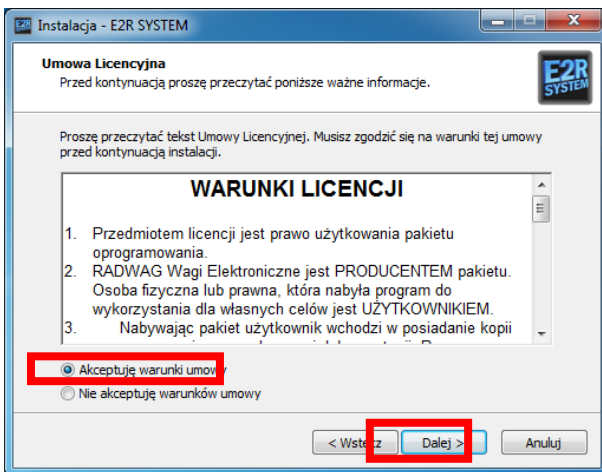 Instalacja - E2R SYSTEM
Umowa Licencyjna
Przed kontynuacją proszę przeczytać poniższe ważne informacje.
E2R
SYSTEM
Proszę przeczytać tekst Umowy Licencyjnej. Musisz zgodzić się na warunki tej umowy
przed kontynuacją instalacji.
WARUNKI LICENCJI
1. Przedmiotem licencji jest prawo użytkowania pakietu
oprogramowania.
2. RADWAG Wagi Elektroniczne jest PRODUCENTEM pakietu.
Osoba fizyczna lub prawna, która nabyła program do
wykorzystania dla własnych celów jest UŻYTKOWNIKIEM.
3. Nabywając pakiet użytkownik wchodzi w posiadanie kopii
Akceptuję warunki umowy
Nie akceptuję warunków umowy
< Wstecz Dalej > Anuluj